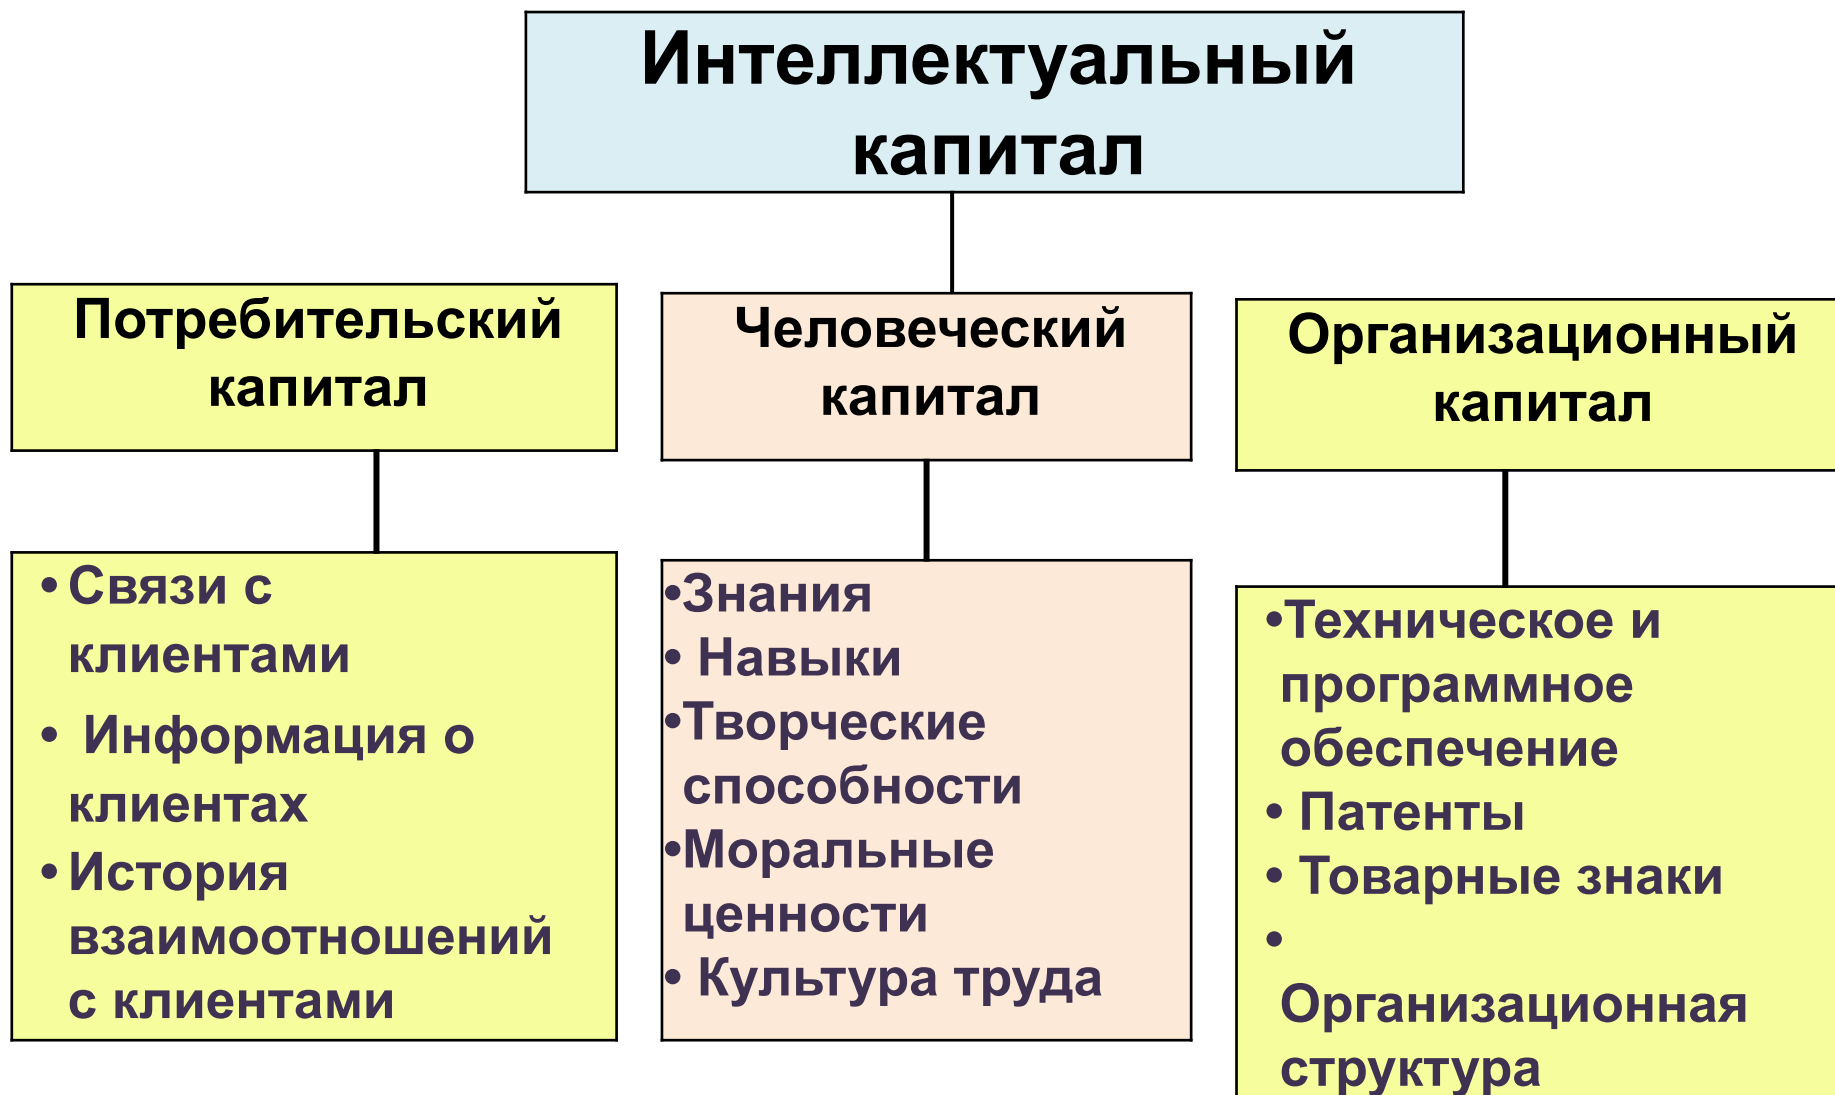 Интеллектуальный
капитал
Потребительский
капитал
Человеческий
капитал
Организационный
капитал
• Связи с
клиентами
• Информация о
клиентах
• История
взаимоотношений
с клиентами
•Знания
• Навыки
•Творческие
способности
•Моральные
ценности
• Культура труда
•Техническое и
программное
обеспечение
• Патенты
• Товарные знаки
•
Организационная
структура